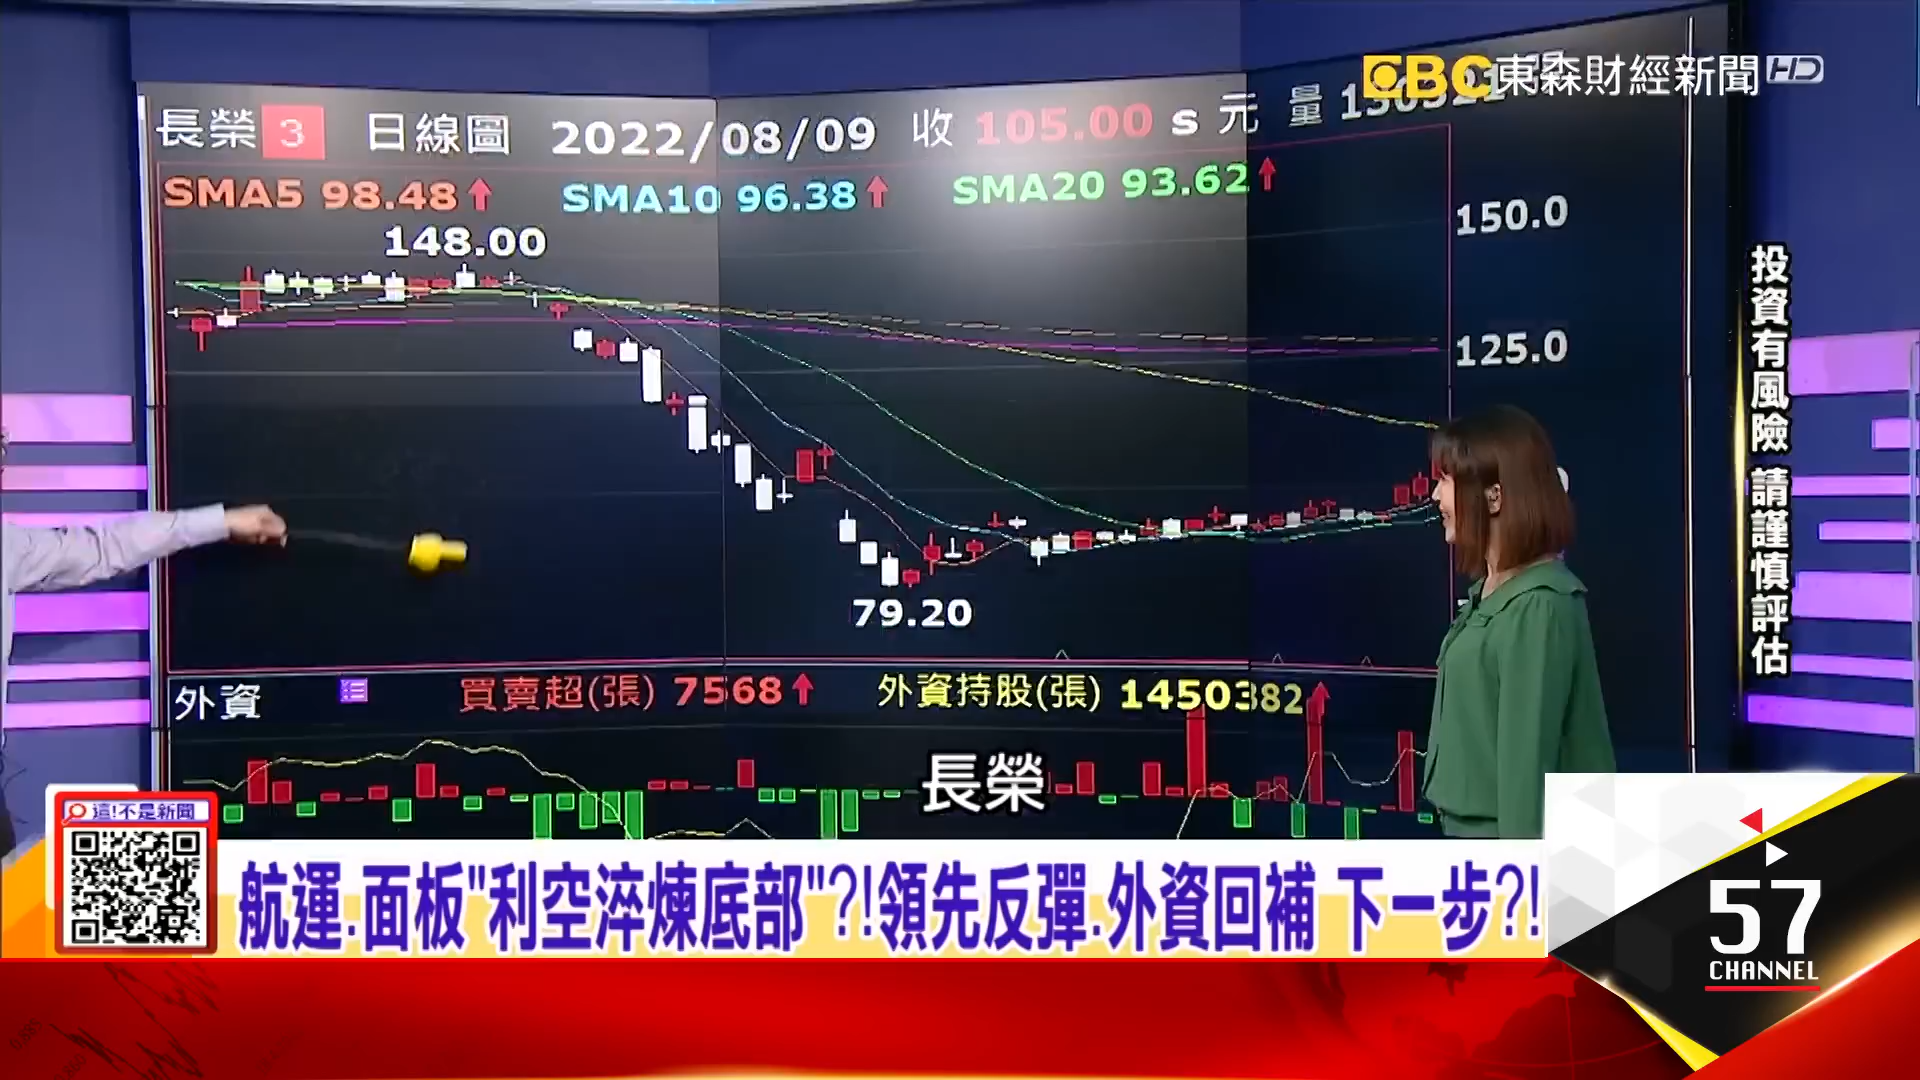 EBC東森財經新聞HD
長榮 3 日線圖 2022/08/09 收 105.00 s 元 量
SMA5 98.48↑ SMA10 96.38↑ SMA20 93.62↑
148.00
150.0
125.0
79.20
外資 買賣超(張) 7568↑ 外資持股(張) 1450382↑
長榮
投資有風險 請謹慎評估
這!不是新聞
航運.面板"利空淬煉底部"?!領先反彈.外資回補 下一步?!
57
CHANNEL